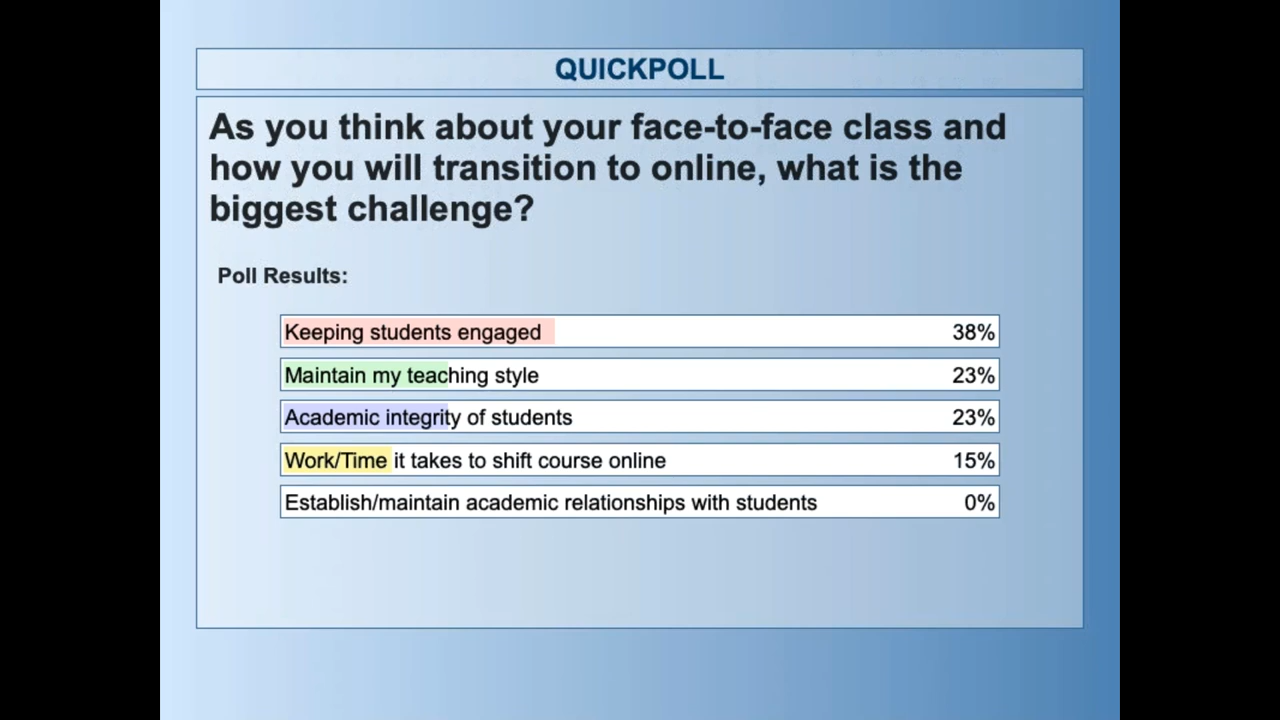 QUICKPOLL
As you think about your face-to-face class and
how you will transition to online, what is the
biggest challenge?
Poll Results:
Keeping students engaged 38%
Maintain my teaching style 23%
Academic integrity of students 23%
Work/Time it takes to shift course online 15%
Establish/maintain academic relationships with students 0%